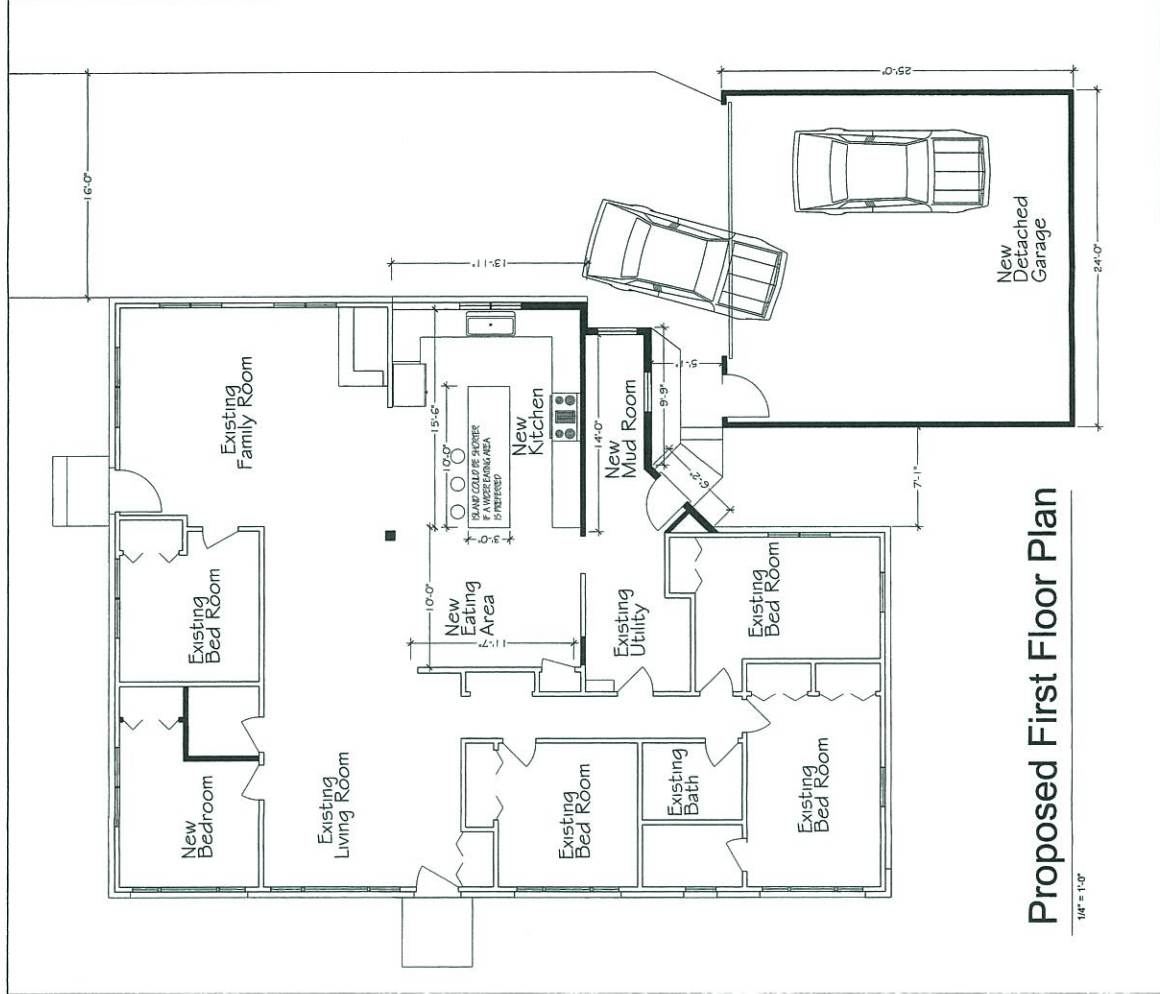 16'-0"
25'-0"
13'-11"
Existing
Family Room
15'-6"
10'-0"
ISLAND COULD BE SHORTER
IF A WIDER EATING AREA
IS PREFERRED
3'-0"
New
Kitchen
14'-0"
New
Mud Room
9'-9"
5'-1"
6'-2"
New
Detached
Garage
24'-0"
7'-1"
Existing
Bed Room
10'-0"
New
Eating
Area
11'-7"
Existing
Utility
Existing
Bed Room
New
Bedroom
Existing
Living Room
Existing
Bed Room
Existing
Bath
Existing
Bed Room
Proposed First Floor Plan
1/4" = 1'-0"